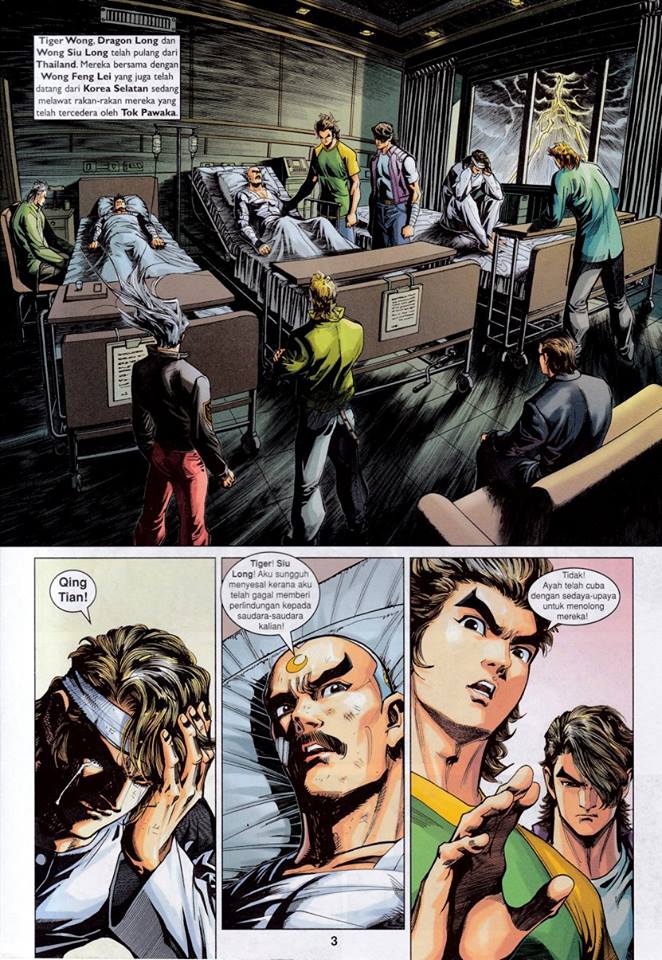 Tiger Wong, Dragon Long dan
Wong Siu Long telah pulang dari
Thailand. Mereka bersama dengan
Wong Feng Lei yang juga telah
datang dari Korea Selatan sedang
melawat rakan-rakan mereka yang
telah tercedera oleh Tok Pawaka.
Qing
Tian!
Tiger! Siu
Long! Aku sungguh
menyesal kerana aku
telah gagal memberi
perlindungan kepada
saudara-saudara
kalian!
Tidak!
Ayah telah cuba
dengan sedaya-upaya
untuk menolong
mereka!
3